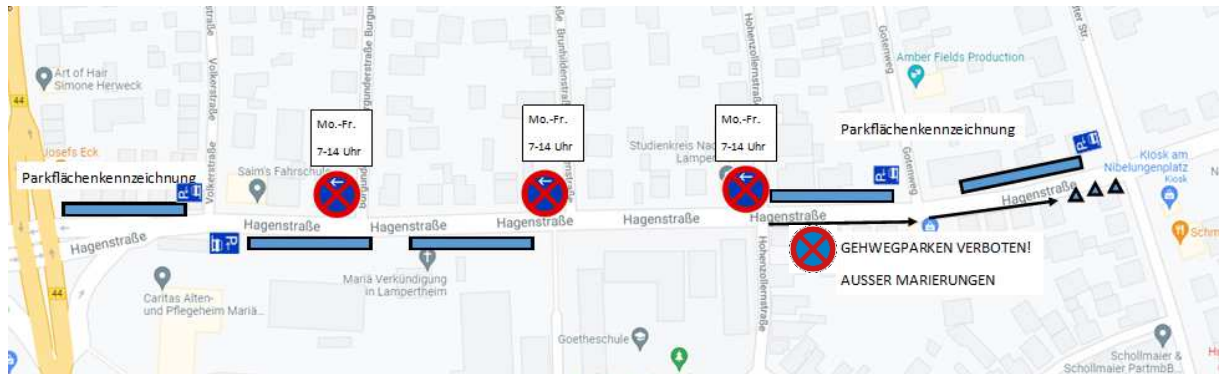 Art of Hair
Simone Herweck
44
Josefs Eck
Parkflächenkennzeichnung
Volkerstraße
Volkerstraße
Saim's Fahrschule
Mo.-Fr.
7-14 Uhr
Burgunderstraße
Hagenstraße
Mo.-Fr.
7-14 Uhr
Brunhildenstraße
Hagenstraße
Studienkreis Nac
Lamper
Mo.-Fr.
7-14 Uhr
Hohenzollernstraße
Hagenstraße
Parkflächenkennzeichnung
Amber Fields Production
Gotenweg
Gotenweg
Hagenstraße
Kiosk am
Nibelungenplatz
Kiosk
Hagenstraße
Hagenstraße
44
Caritas Alten-
und Pflegeheim Mariä...
Mariä Verkündigung
in Lampertheim
Goetheschule
Hohenzollernstraße
GEHWEGPARKEN VERBOTEN!
AUSSER MARIERUNGEN
Schollmaier &
Schollmaier PartmbB...